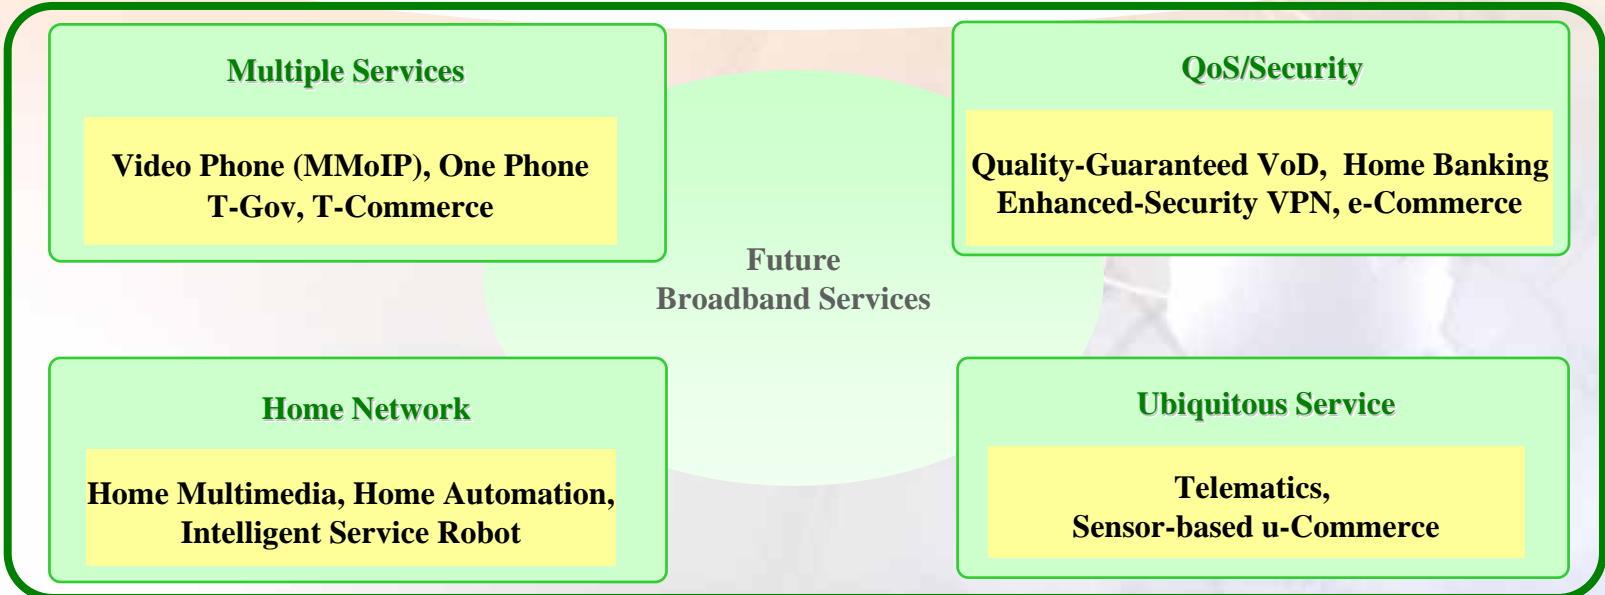 Multiple Services
Video Phone (MMoIP), One Phone
T-Gov, T-Commerce
QoS/Security
Quality-Guaranteed VoD, Home Banking
Enhanced-Security VPN, e-Commerce
Future
Broadband Services
Home Network
Home Multimedia, Home Automation,
Intelligent Service Robot
Ubiquitous Service
Telematics,
Sensor-based u-Commerce